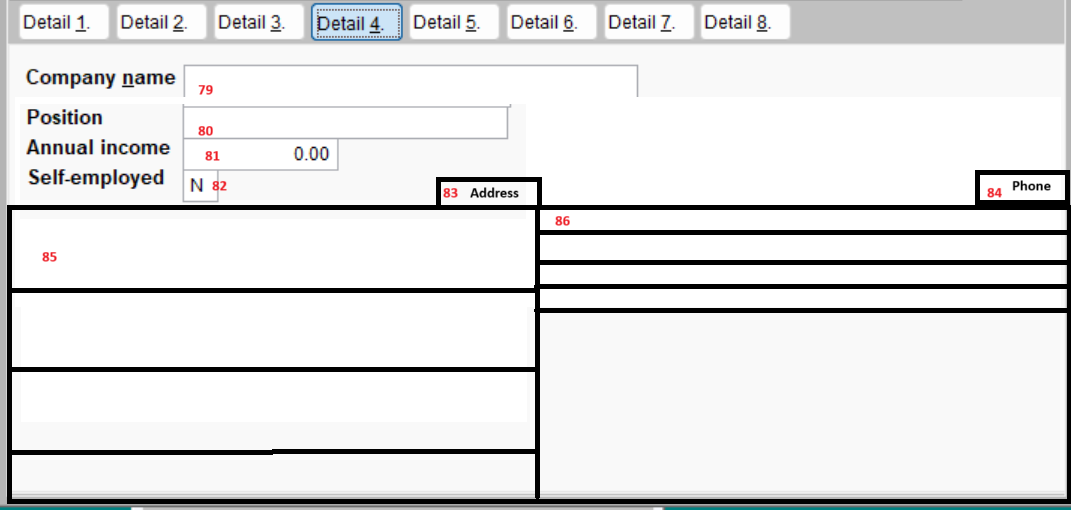 Detail 1. Detail 2. Detail 3. Detail 4. Detail 5. Detail 6. Detail 7. Detail 8.
Company name 79
Position 80
Annual income 81 0.00
Self-employed N 82
83 Address 84 Phone
86
85